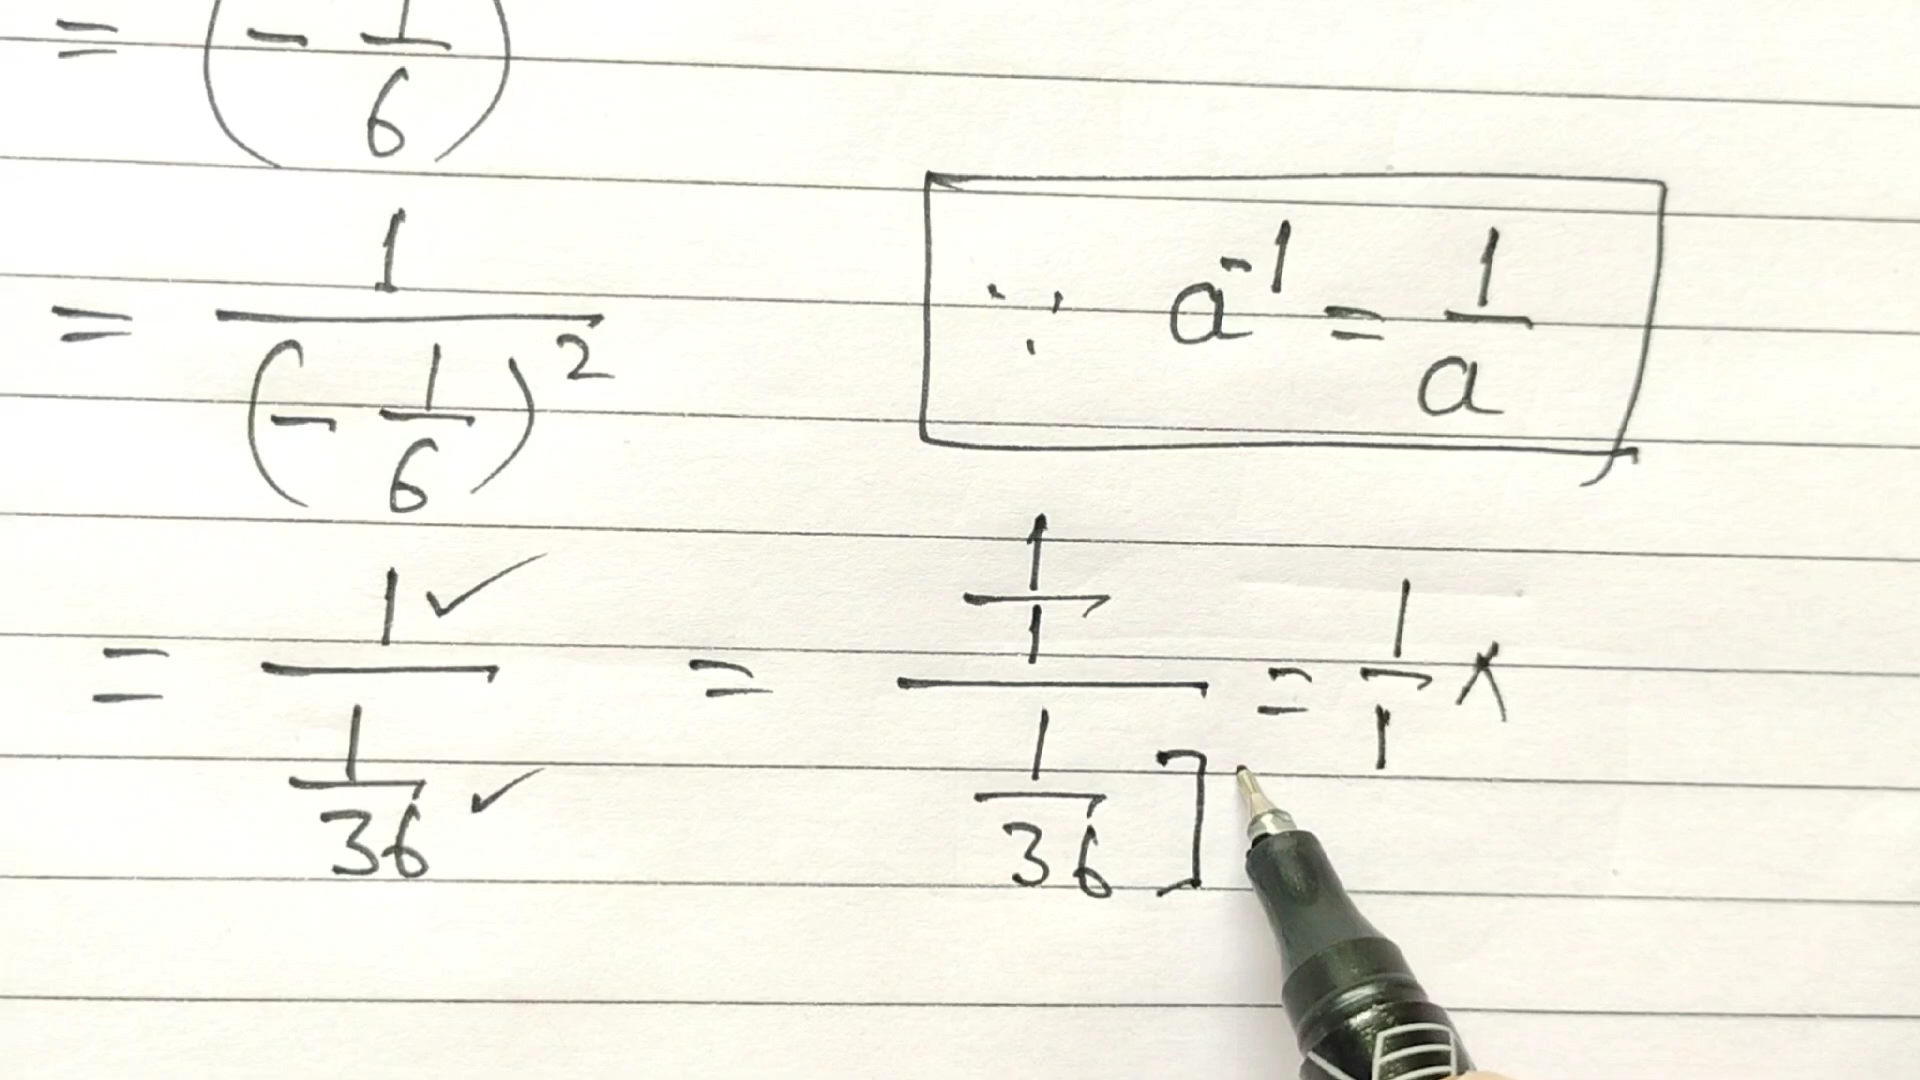 = (- 1/6)
= 1/(- 1/6)²
∵ a⁻¹ = 1/a
= 1 ✓/(1/36) ✓ = (1/1)/(1/36) ] = 1/1 ×